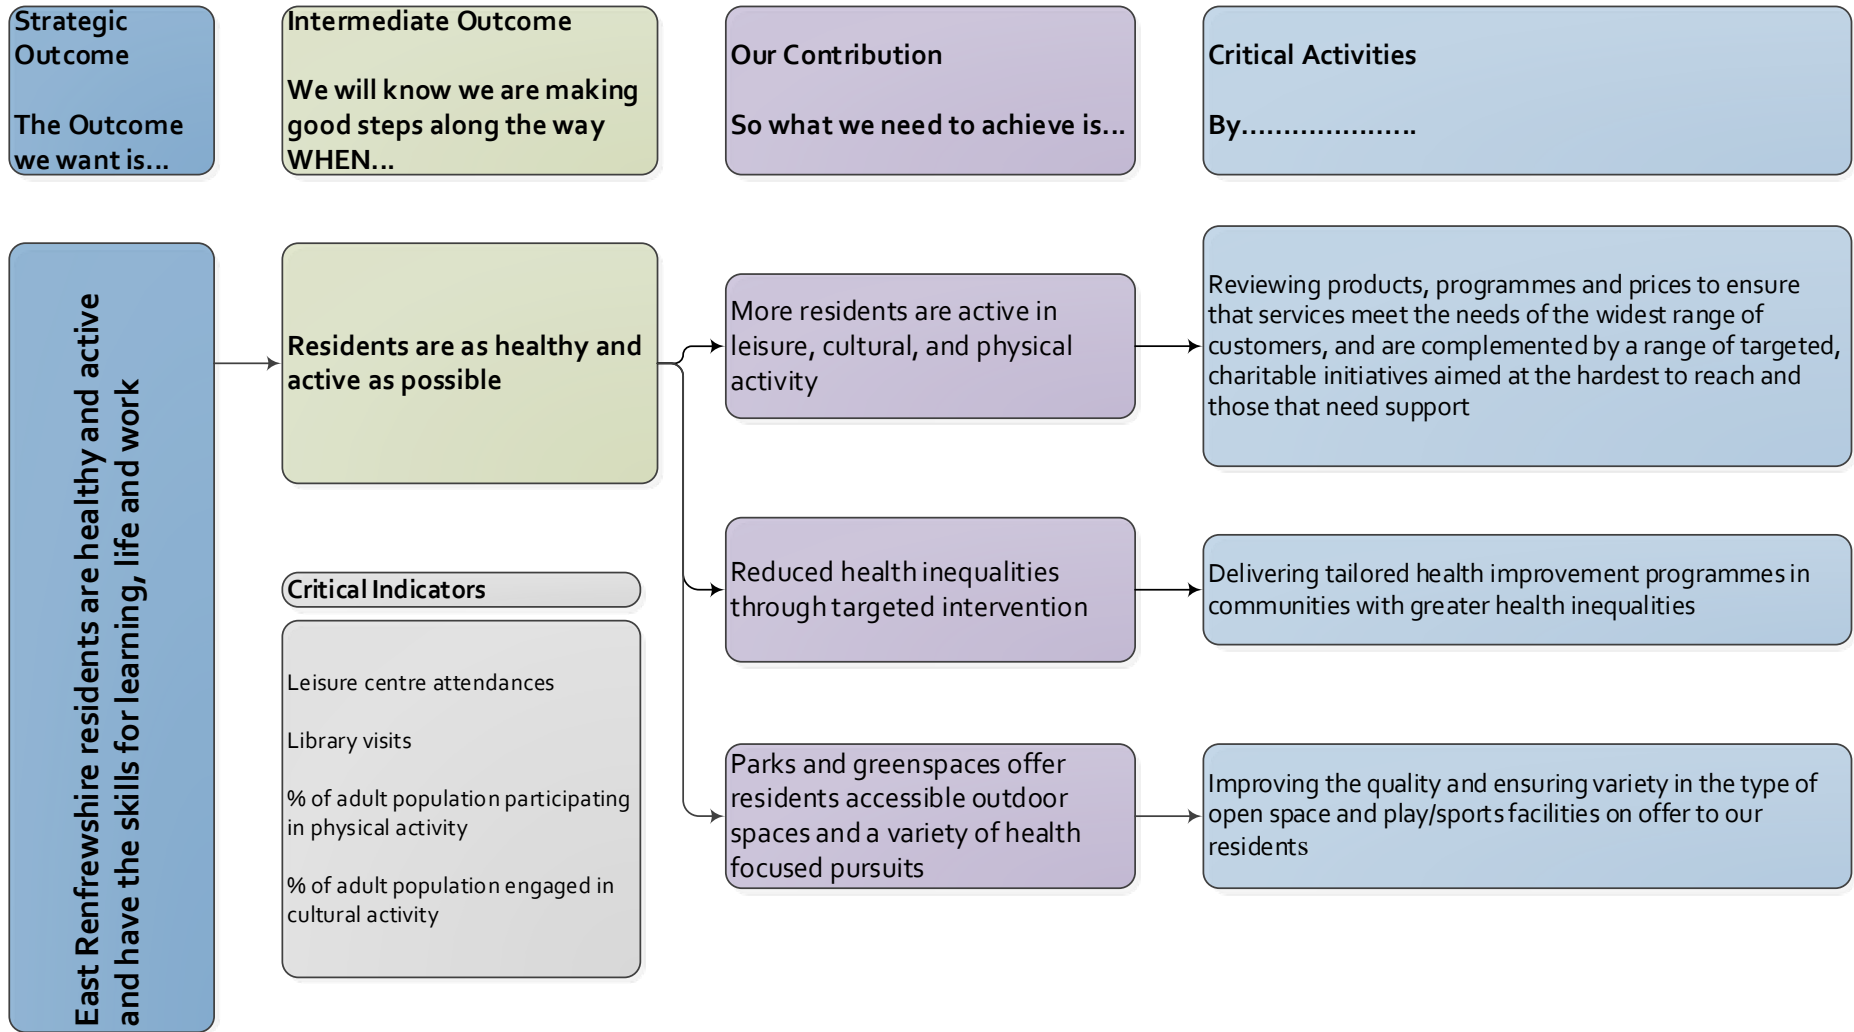 Strategic
Outcome
The Outcome
we want is...
Intermediate Outcome
We will know we are making
good steps along the way
WHEN...
Our Contribution
So what we need to achieve is...
Critical Activities
By.....................
East Renfrewshire residents are healthy and active
and have the skills for learning, life and work
Residents are as healthy and
active as possible
Critical Indicators
Leisure centre attendances
Library visits
% of adult population participating
in physical activity
% of adult population engaged in
cultural activity
More residents are active in
leisure, cultural, and physical
activity
Reviewing products, programmes and prices to ensure
that services meet the needs of the widest range of
customers, and are complemented by a range of targeted,
charitable initiatives aimed at the hardest to reach and
those that need support
Reduced health inequalities
through targeted intervention
Delivering tailored health improvement programmes in
communities with greater health inequalities
Parks and greenspaces offer
residents accessible outdoor
spaces and a variety of health
focused pursuits
Improving the quality and ensuring variety in the type of
open space and play/sports facilities on offer to our
residents